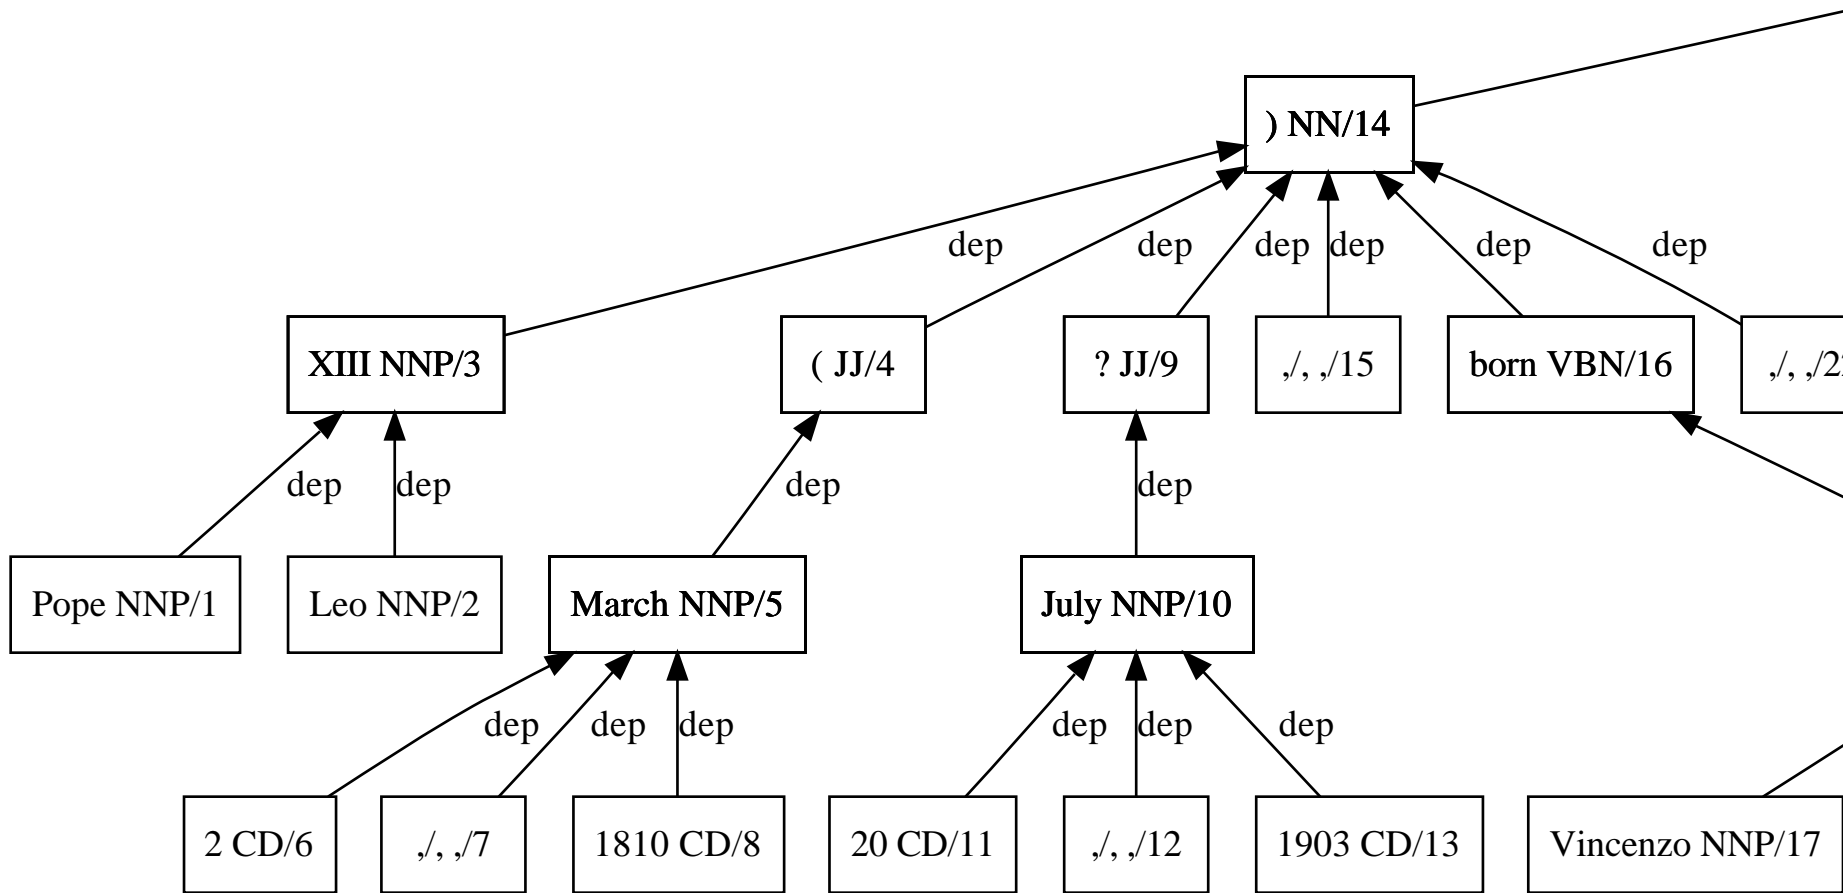 ) NN/14
dep dep dep dep dep dep
XIII NNP/3 ( JJ/4 ? JJ/9 ,/, ,/15 born VBN/16 ,/, ,/2
dep dep dep dep
Pope NNP/1 Leo NNP/2 March NNP/5 July NNP/10
dep dep dep dep dep dep
2 CD/6 ,/, ,/7 1810 CD/8 20 CD/11 ,/, ,/12 1903 CD/13 Vincenzo NNP/17